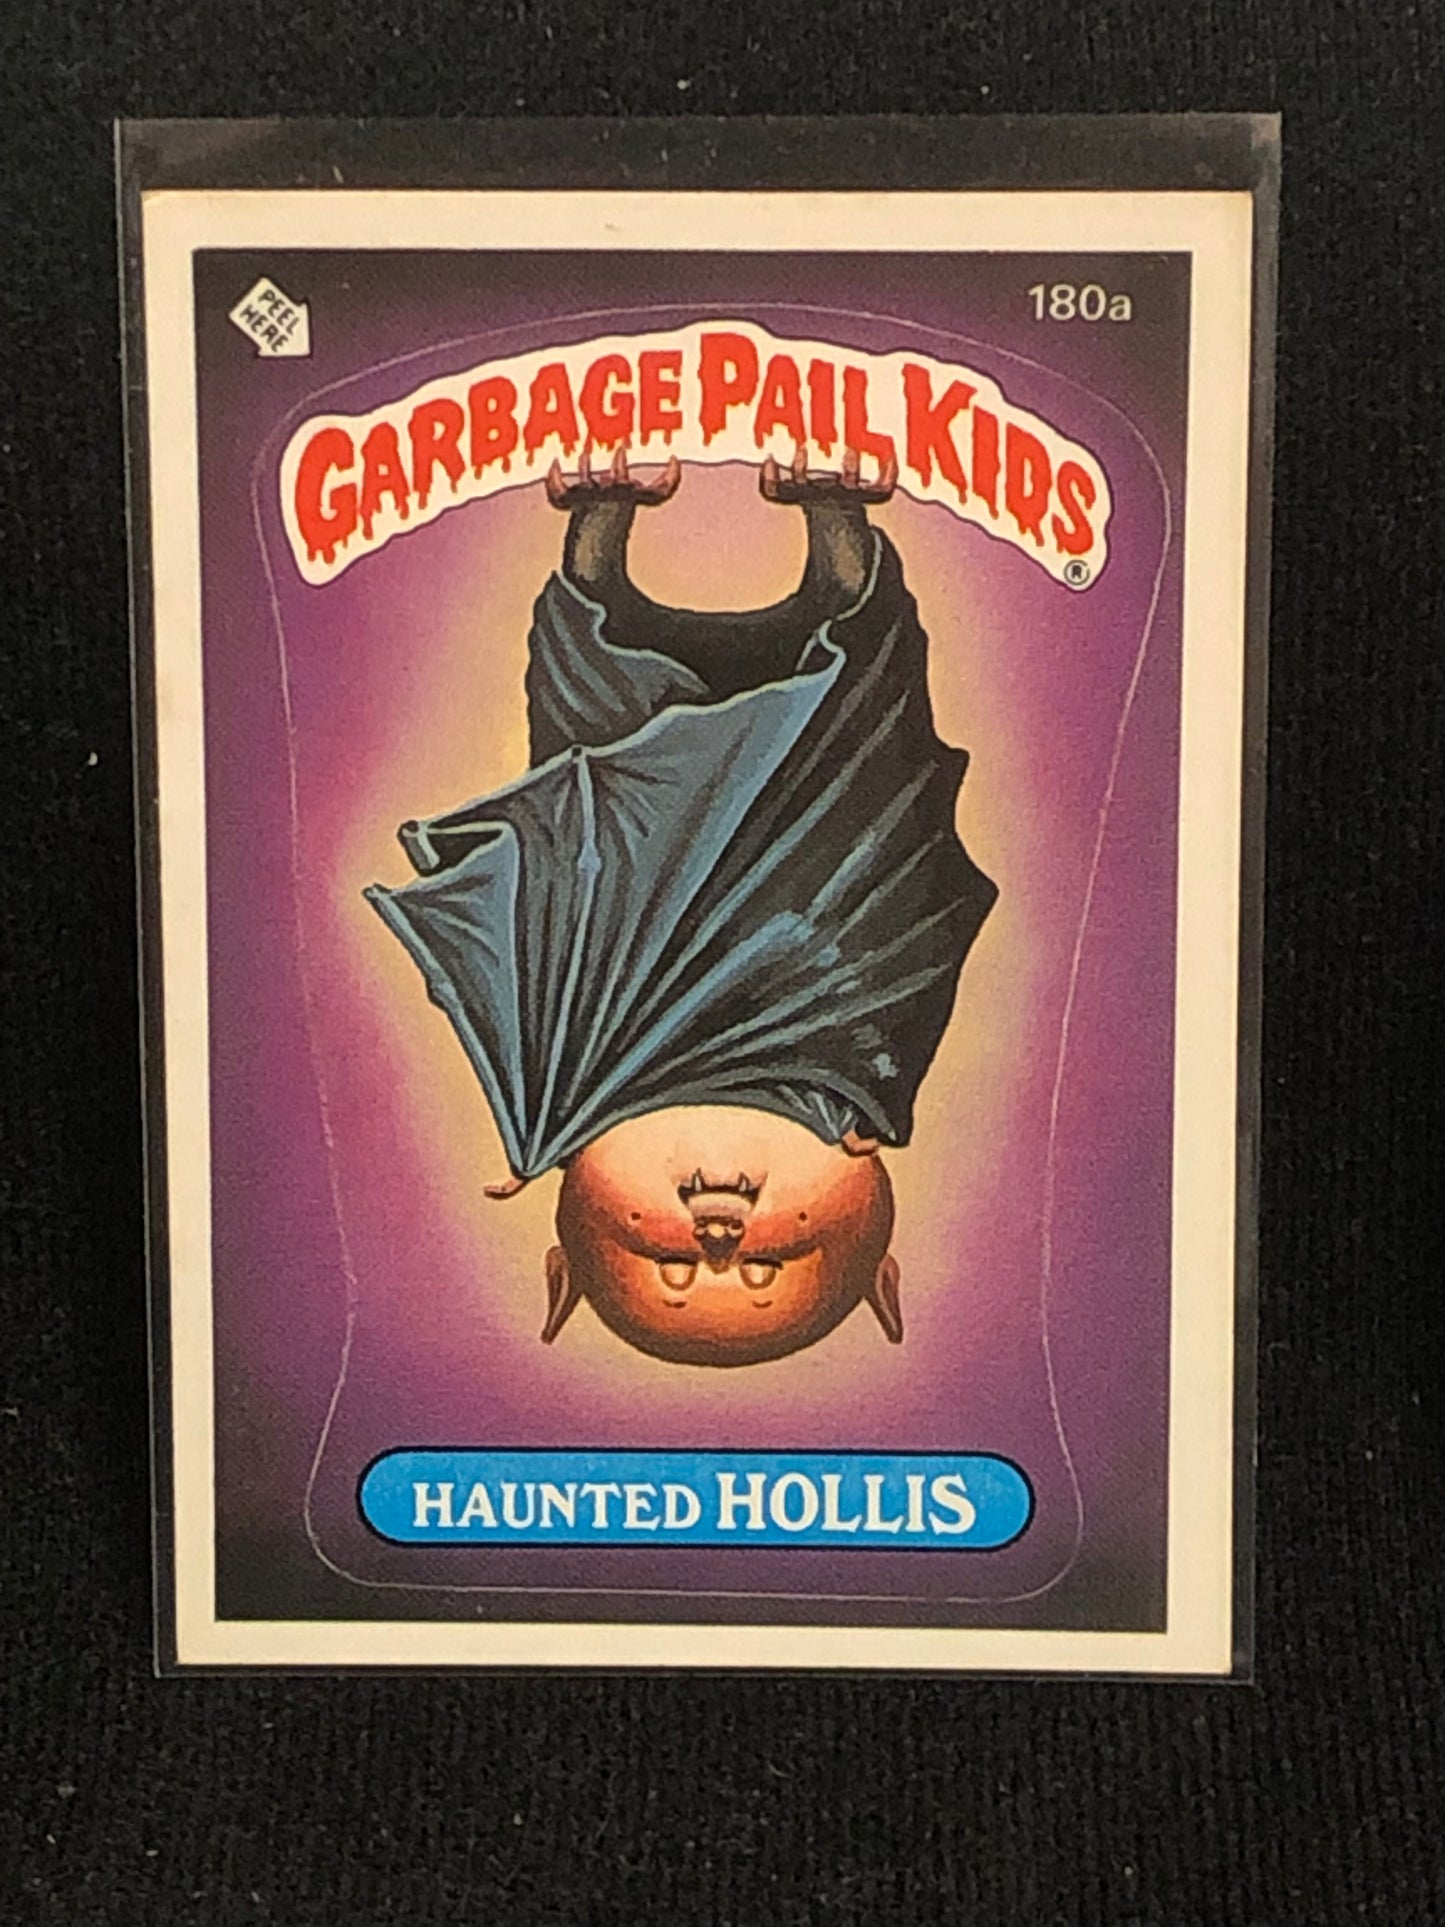 PEEL
HERE
180a
GARBAGE PAIL KIDS
®
HAUNTED HOLLIS